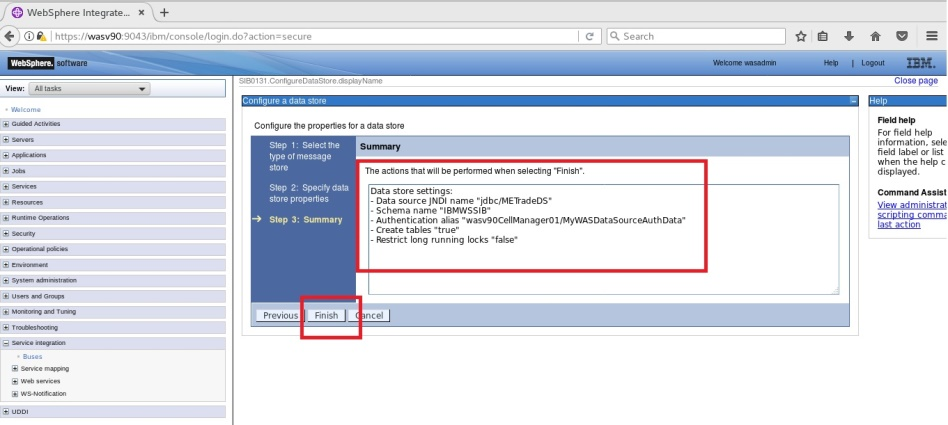 WebSphere Integrate...
https://wasv90:9043/ibm/console/login.do?action=secure
Search
WebSphere. software
Welcome wasadmin
Help
Logout
IBM.
View: All tasks
SIB0131.ConfigureDataStore.displayName
Close page
Welcome
Guided Activities
Servers
Applications
Jobs
Services
Resources
Runtime Operations
Security
Operational policies
Environment
System administration
Users and Groups
Monitoring and Tuning
Troubleshooting
Service integration
Buses
Service mapping
Web services
WS-Notification
UDDI
Configure a data store
Configure the properties for a data store
Step 1: Select the
type of message
store
Step 2: Specify data
store properties
Step 3: Summary
Summary
The actions that will be performed when selecting "Finish".
Data store settings:
- Data source JNDI name "jdbc/METradeDS"
- Schema name "IBMWSSIB"
- Authentication alias "wasv90CellManager01/MyWASDataSourceAuthData"
- Create tables "true"
- Restrict long running locks "false"
Previous
Finish
Cancel
Help
Field help
For field help
information, sele
field label or list
when the help c
displayed.
Command Assist
View administrat
scripting comma
last action